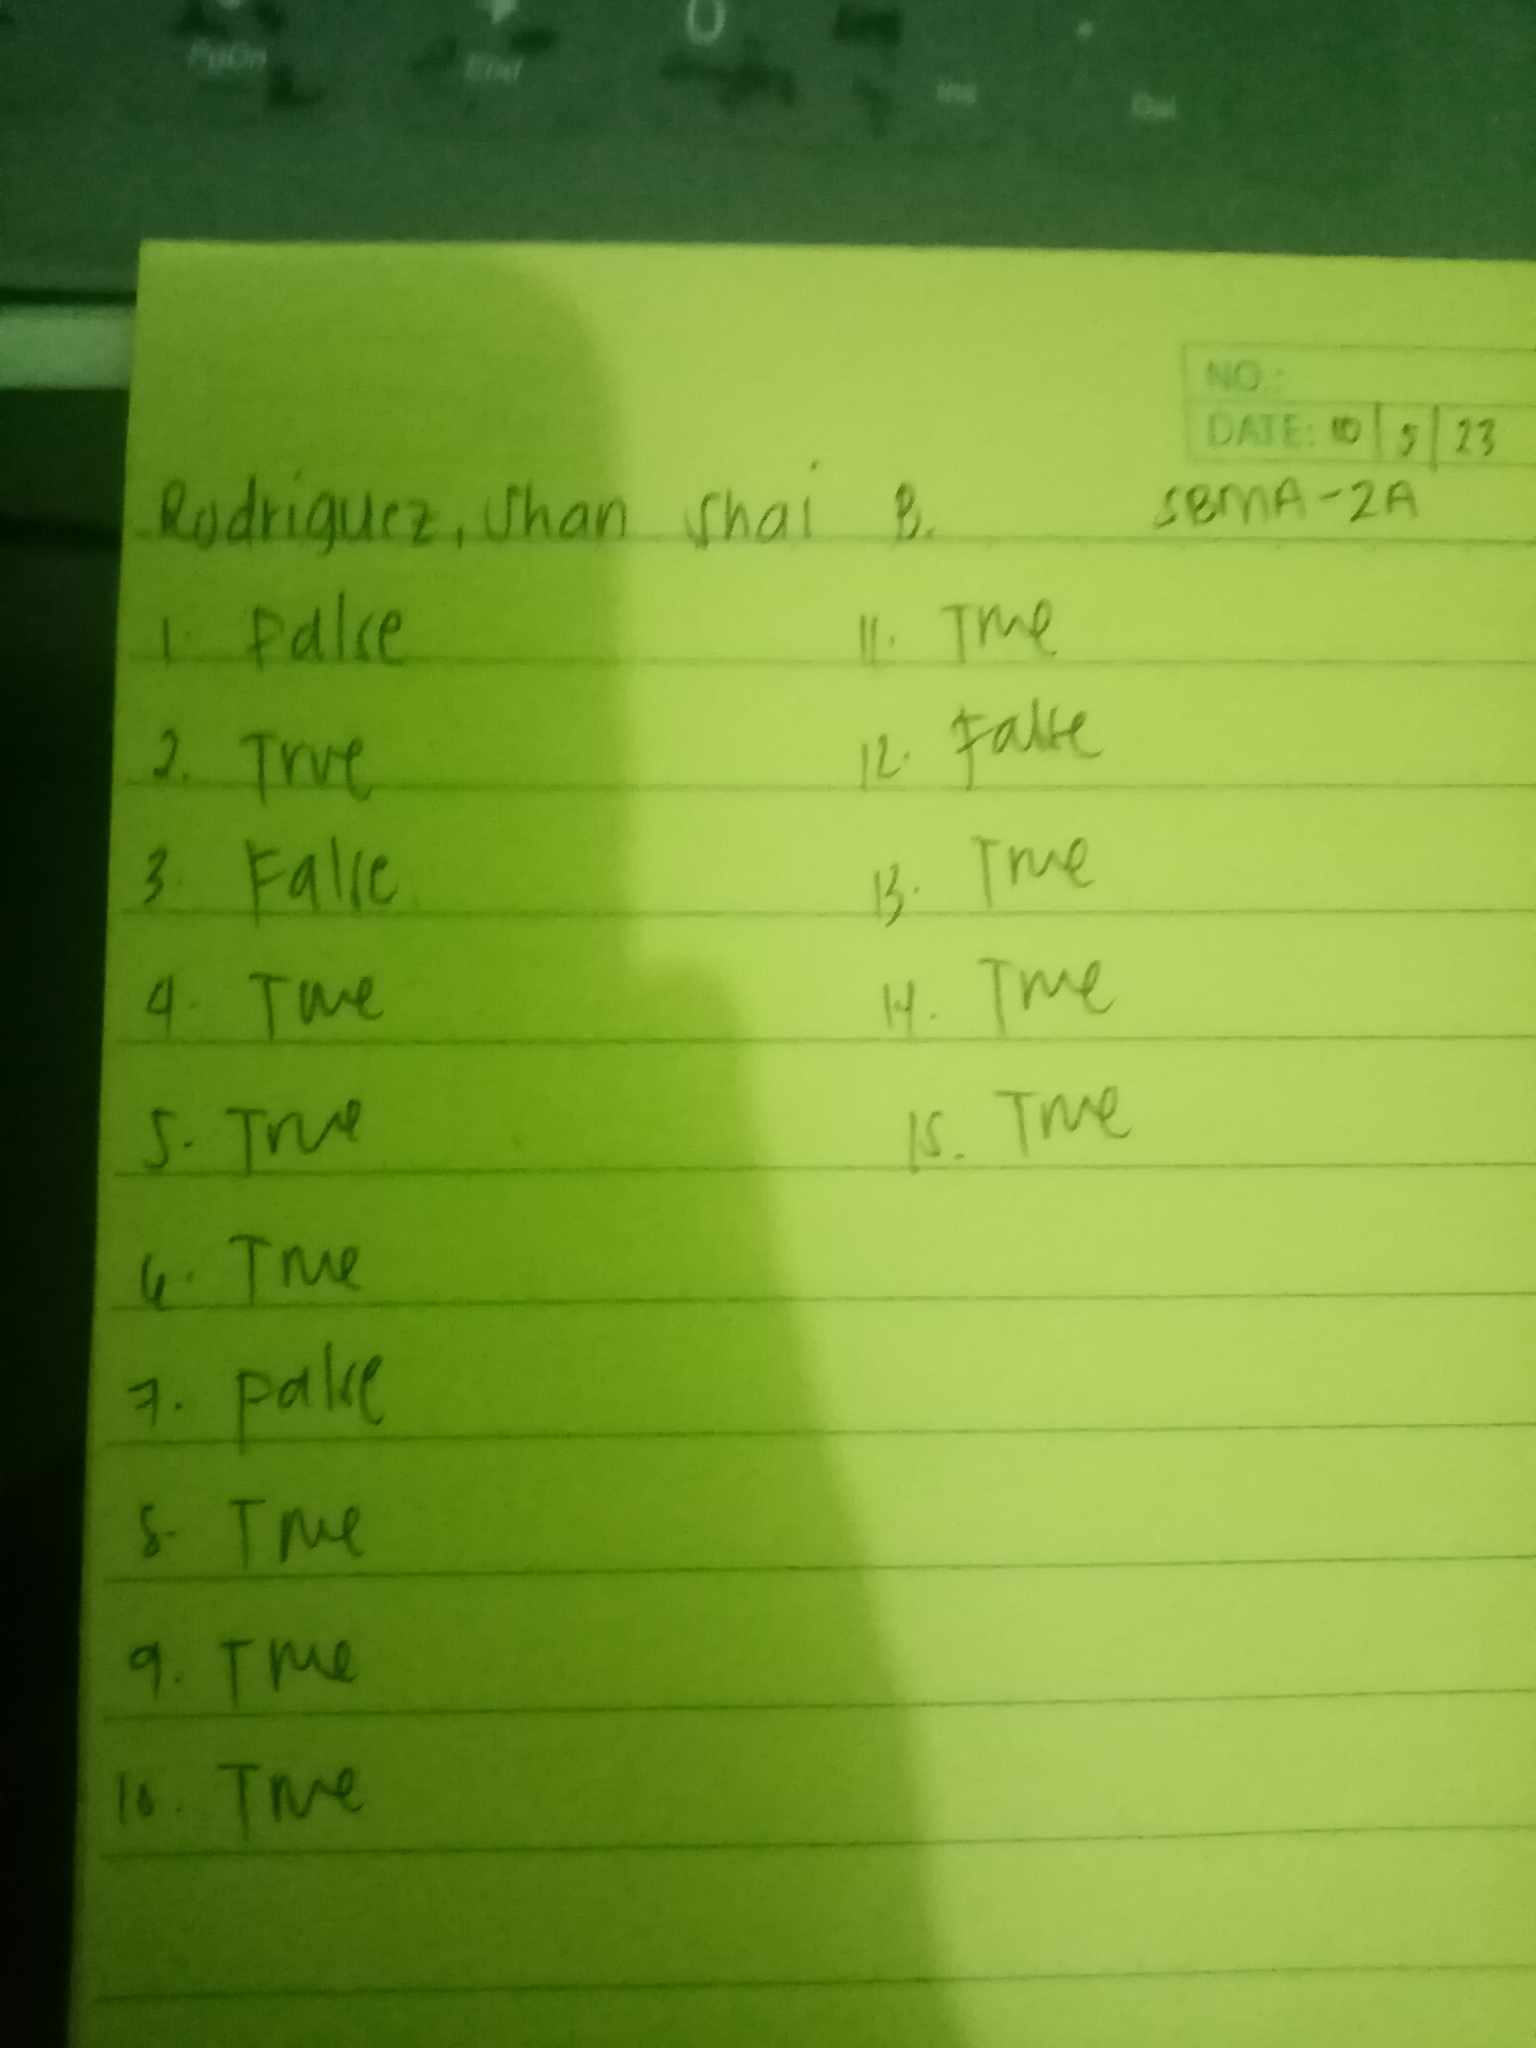 PgDn End 0 Ins Del
NO.:
DATE: 10/5/23
Rodriguez, Shan Shai B. SBMA-2A
1. False 11. True
2. True 12. False
3. False 13. True
4. True 14. True
5. True 15. True
6. True
7. False
8. True
9. True
10. True